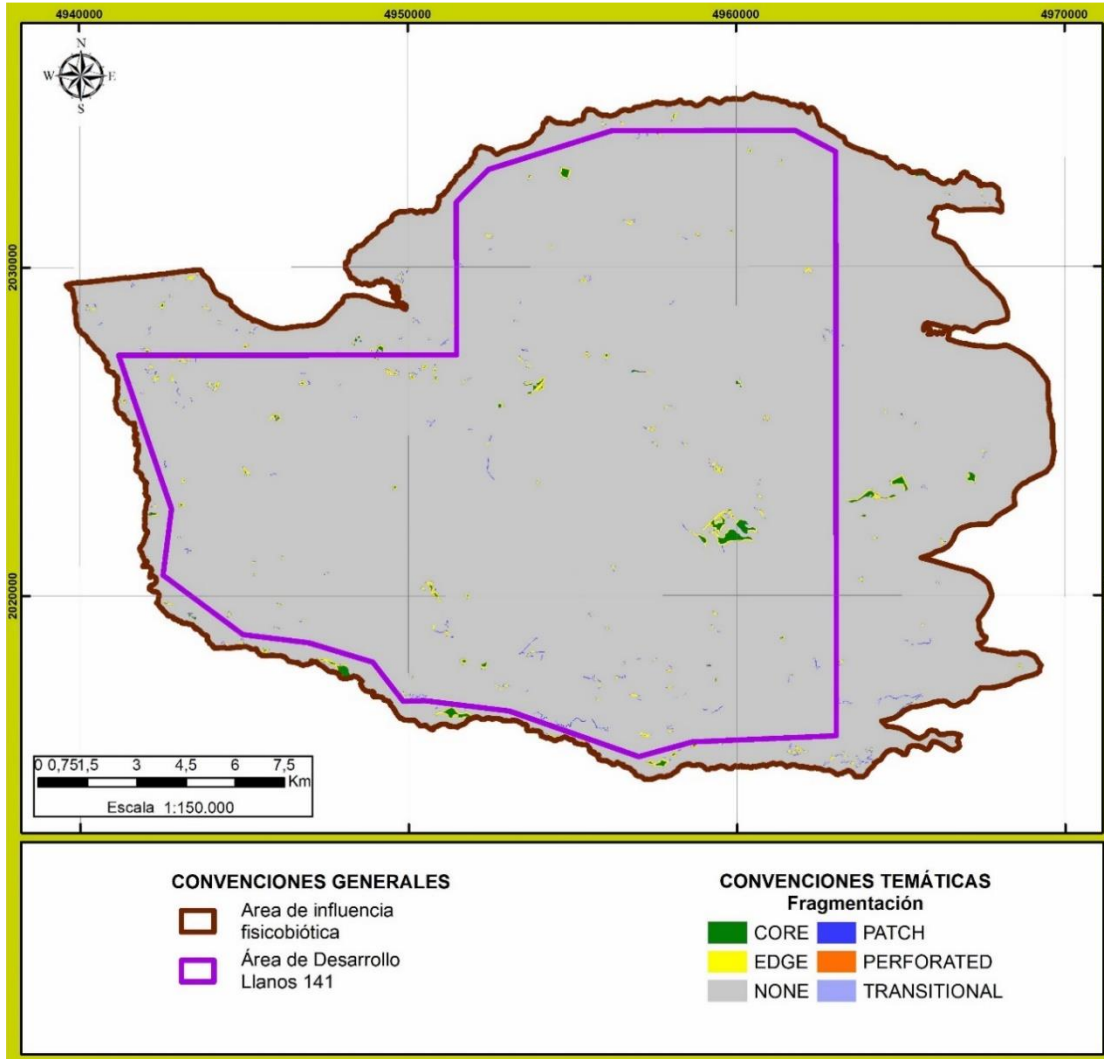 4940000 4950000 4960000 4970000
N
W E
S
2030000
2020000
0 0,751,5 3 4,5 6 7,5
Km
Escala 1:150.000
CONVENCIONES GENERALES
Area de influencia
fisicobiótica
Área de Desarrollo
Llanos 141
CONVENCIONES TEMÁTICAS
Fragmentación
CORE PATCH
EDGE PERFORATED
NONE TRANSITIONAL